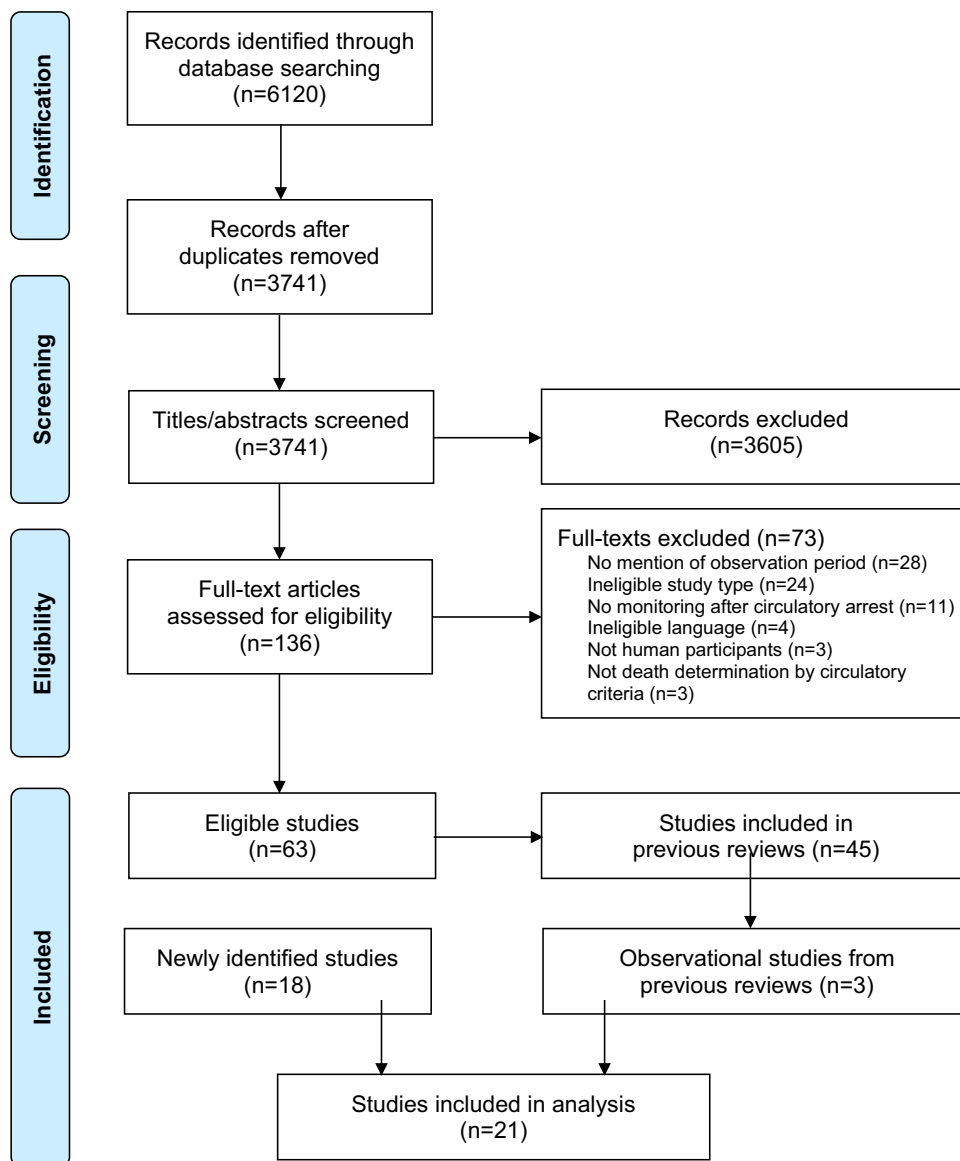 Identification
Records identified through
database searching
(n=6120)
Records after
duplicates removed
(n=3741)
Screening
Titles/abstracts screened
(n=3741)
Records excluded
(n=3605)
Eligibility
Full-text articles
assessed for eligibility
(n=136)
Full-texts excluded (n=73)
No mention of observation period (n=28)
Ineligible study type (n=24)
No monitoring after circulatory arrest (n=11)
Ineligible language (n=4)
Not human participants (n=3)
Not death determination by circulatory
criteria (n=3)
Included
Eligible studies
(n=63)
Studies included in
previous reviews (n=45)
Newly identified studies
(n=18)
Observational studies from
previous reviews (n=3)
Studies included in analysis
(n=21)